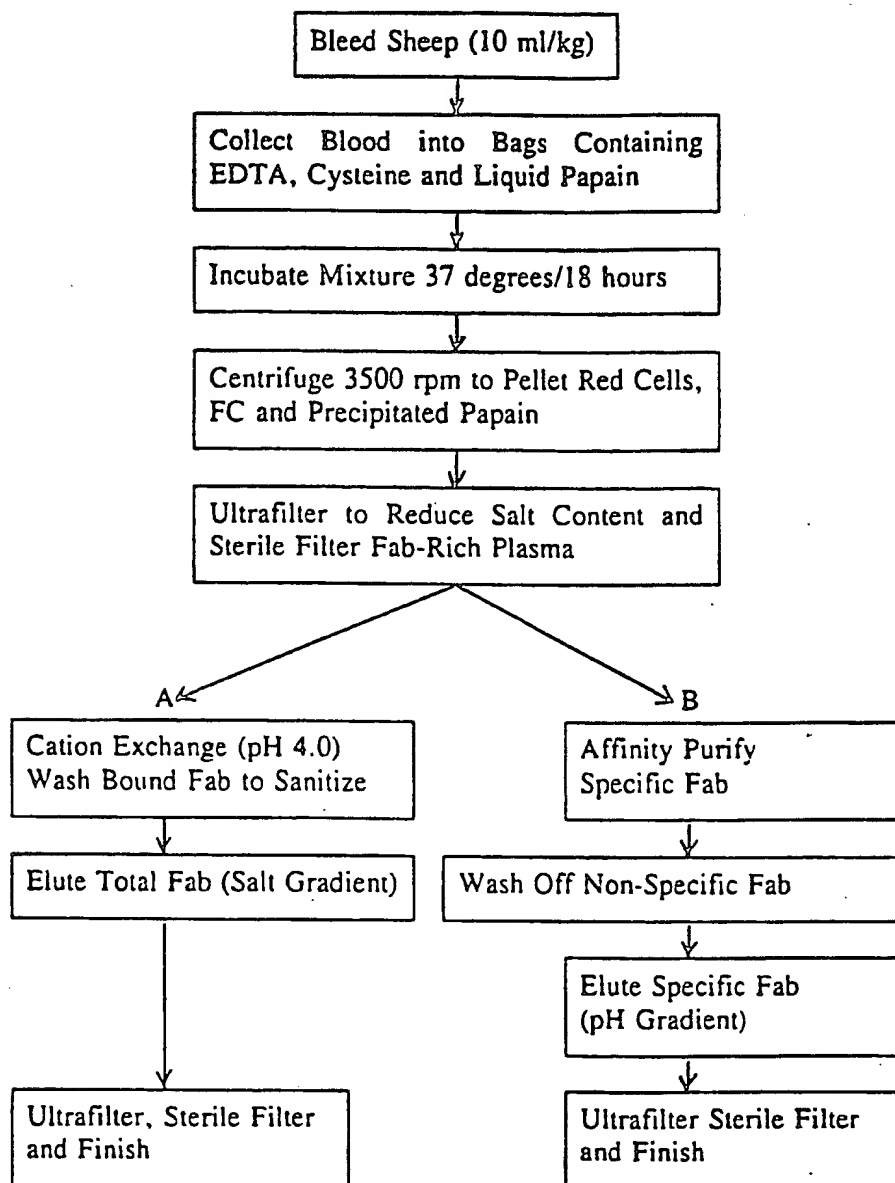 Bleed Sheep (10 ml/kg)
Collect Blood into Bags Containing
EDTA, Cysteine and Liquid Papain
Incubate Mixture 37 degrees/18 hours
Centrifuge 3500 rpm to Pellet Red Cells,
FC and Precipitated Papain
Ultrafilter to Reduce Salt Content and
Sterile Filter Fab-Rich Plasma
A
Cation Exchange (pH 4.0)
Wash Bound Fab to Sanitize
Elute Total Fab (Salt Gradient)
Ultrafilter, Sterile Filter
and Finish
B
Affinity Purify
Specific Fab
Wash Off Non-Specific Fab
Elute Specific Fab
(pH Gradient)
Ultrafilter Sterile Filter
and Finish